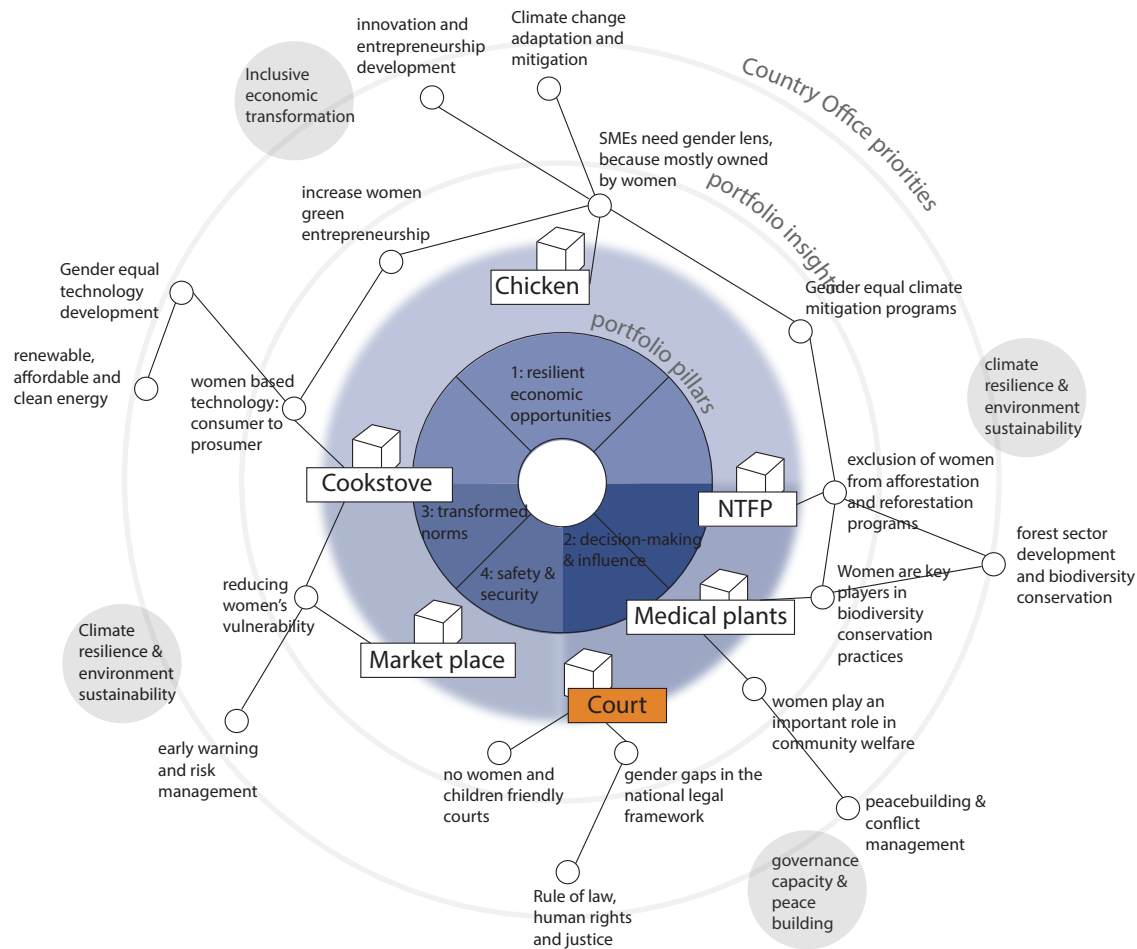 innovation and
entrepreneurship
development
Climate change
adaptation and
mitigation
Country Office priorities
Inclusive
economic
transformation
SMEs need gender lens,
because mostly owned
by women
portfolio insights
increase women
green
entrepreneurship
Chicken
Gender equal
technology
development
Gender equal climate
mitigation programs
portfolio pillars
renewable,
affordable and
clean energy
women based
technology:
consumer to
prosumer
1: resilient
economic
opportunities
climate
resilience &
environment
sustainability
Cookstove
NTFP
exclusion of women
from afforestation
and reforestation
programs
3: transformed
norms
2: decision-making
& influence
4: safety &
security
forest sector
development
and biodiversity
conservation
reducing
women's
vulnerability
Medical plants
Women are key
players in
biodiversity
conservation
practices
Climate
resilience &
environment
sustainability
Market place
Court
women play an
important role in
community welfare
early warning
and risk
management
no women and
children friendly
courts
gender gaps in the
national legal
framework
peacebuilding &
conflict
management
governance
capacity &
peace
building
Rule of law,
human rights
and justice